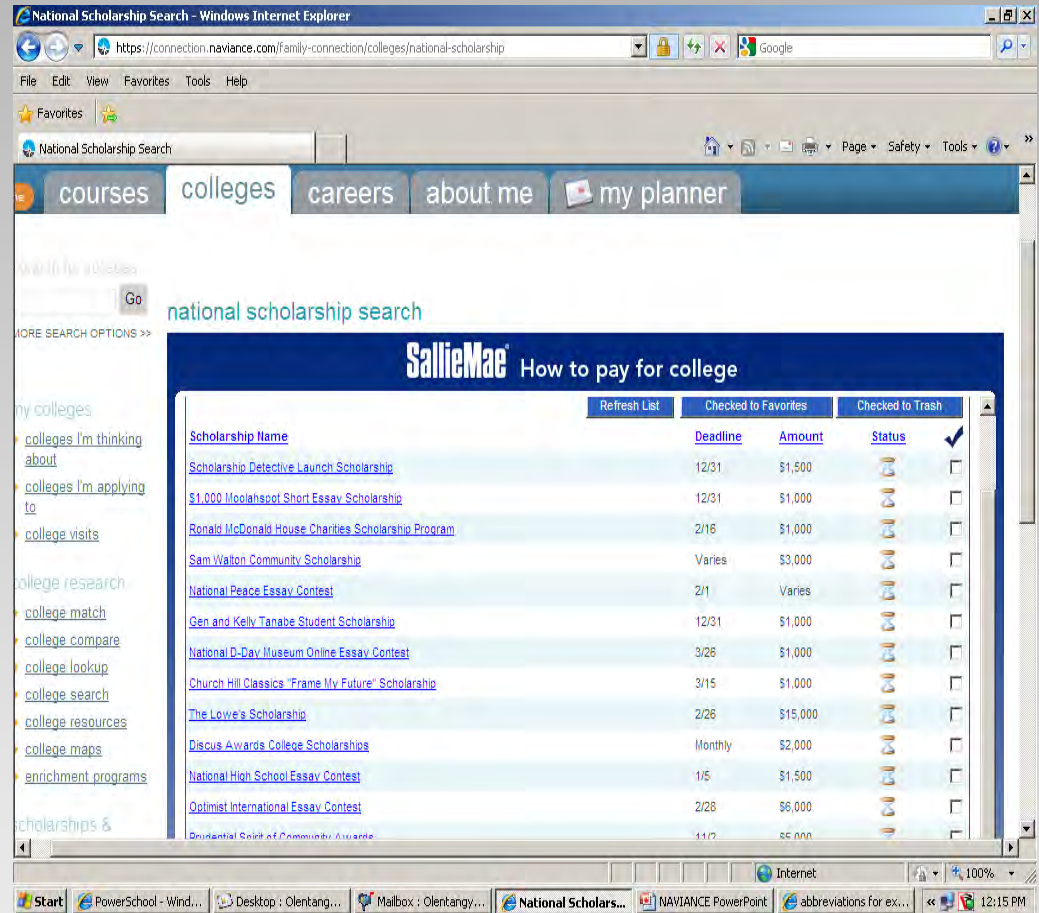 National Scholarship Search - Windows Internet Explorer
https://connection.naviance.com/family-connection/colleges/national-scholarship
Google
File Edit View Favorites Tools Help
Favorites
National Scholarship Search
Page Safety Tools
courses colleges careers about me my planner
Go
MORE SEARCH OPTIONS >>
national scholarship search
SallieMae How to pay for college
my colleges
colleges I'm thinking
about
colleges I'm applying
to
college visits
college research
college match
college compare
college lookup
college search
college resources
college maps
enrichment programs
scholarships &
Refresh List Checked to Favorites Checked to Trash
Scholarship Name Deadline Amount Status
Scholarship Detective Launch Scholarship 12/31 $1,500
$1,000 Moolahspot Short Essay Scholarship 12/31 $1,000
Ronald McDonald House Charities Scholarship Program 2/16 $1,000
Sam Walton Community Scholarship Varies $3,000
National Peace Essay Contest 2/1 Varies
Gen and Kelly Tanabe Student Scholarship 12/31 $1,000
National D-Day Museum Online Essay Contest 3/26 $1,000
Church Hill Classics "Frame My Future" Scholarship 3/15 $1,000
The Lowe's Scholarship 2/26 $15,000
Discus Awards College Scholarships Monthly $2,000
National High School Essay Contest 1/5 $1,500
Optimist International Essay Contest 2/28 $6,000
Prudential Spirit of Community Awards 11/2 $5,000
Internet 100%
Start PowerSchool - Wind... Desktop : Olentang... Mailbox : Olentangy... National Scholars... NAVIANCE PowerPoint abbreviations for ex... 12:15 PM